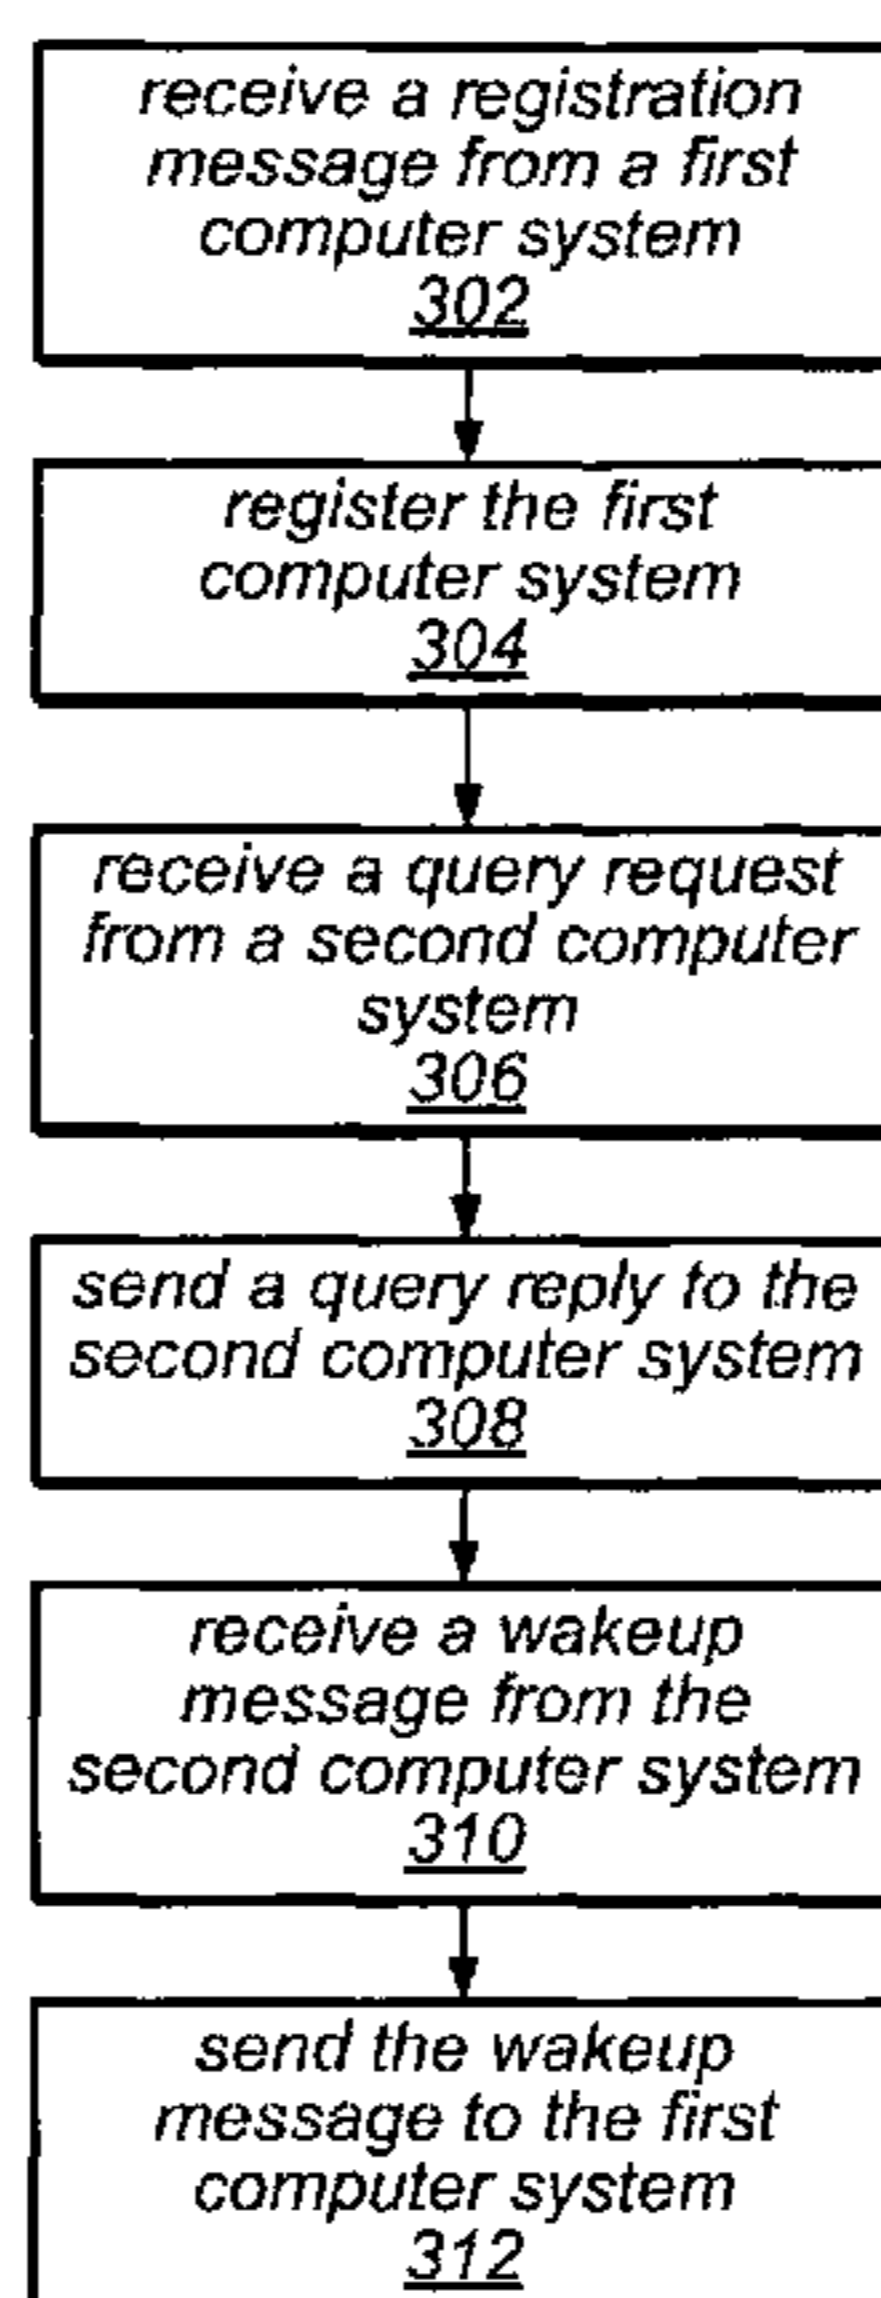 receive a registration
message from a first
computer system
302
register the first
computer system
304
receive a query request
from a second computer
system
306
send a query reply to the
second computer system
308
receive a wakeup
message from the
second computer system
310
send the wakeup
message to the first
computer system
312